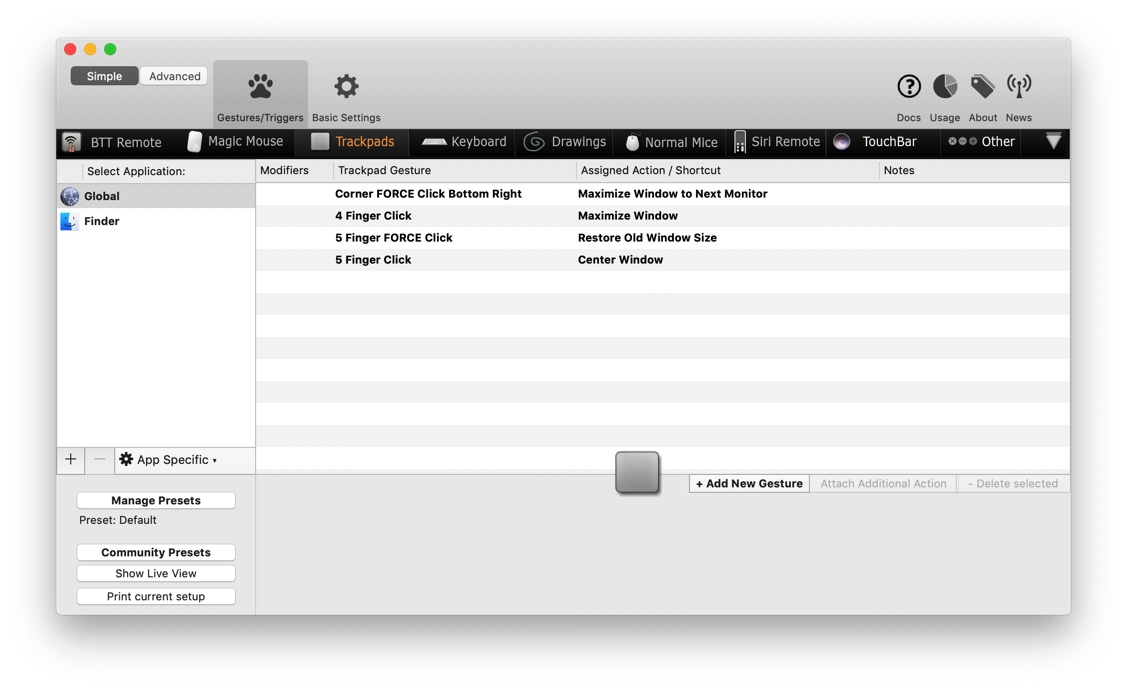 Simple Advanced
Gestures/Triggers Basic Settings Docs Usage About News
BTT Remote Magic Mouse Trackpads Keyboard Drawings Normal Mice Siri Remote TouchBar Other
Select Application: Modifiers Trackpad Gesture Assigned Action / Shortcut Notes
Global Corner FORCE Click Bottom Right Maximize Window to Next Monitor
4 Finger Click Maximize Window
Finder
5 Finger FORCE Click Restore Old Window Size
5 Finger Click Center Window
+ − App Specific ▾
+ Add New Gesture Attach Additional Action - Delete selected
Manage Presets
Preset: Default
Community Presets
Show Live View
Print current setup